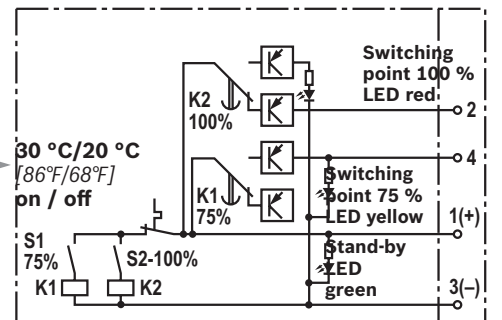 Switching
point 100 %
LED red
K2
100%
2
30 °C/20 °C
[86°F/68°F]
on / off
4
Switching
point 75 %
LED yellow
K1
75%
1(+)
S1
75%
S2-100%
Stand-by
LED
green
K1
K2
3(–)